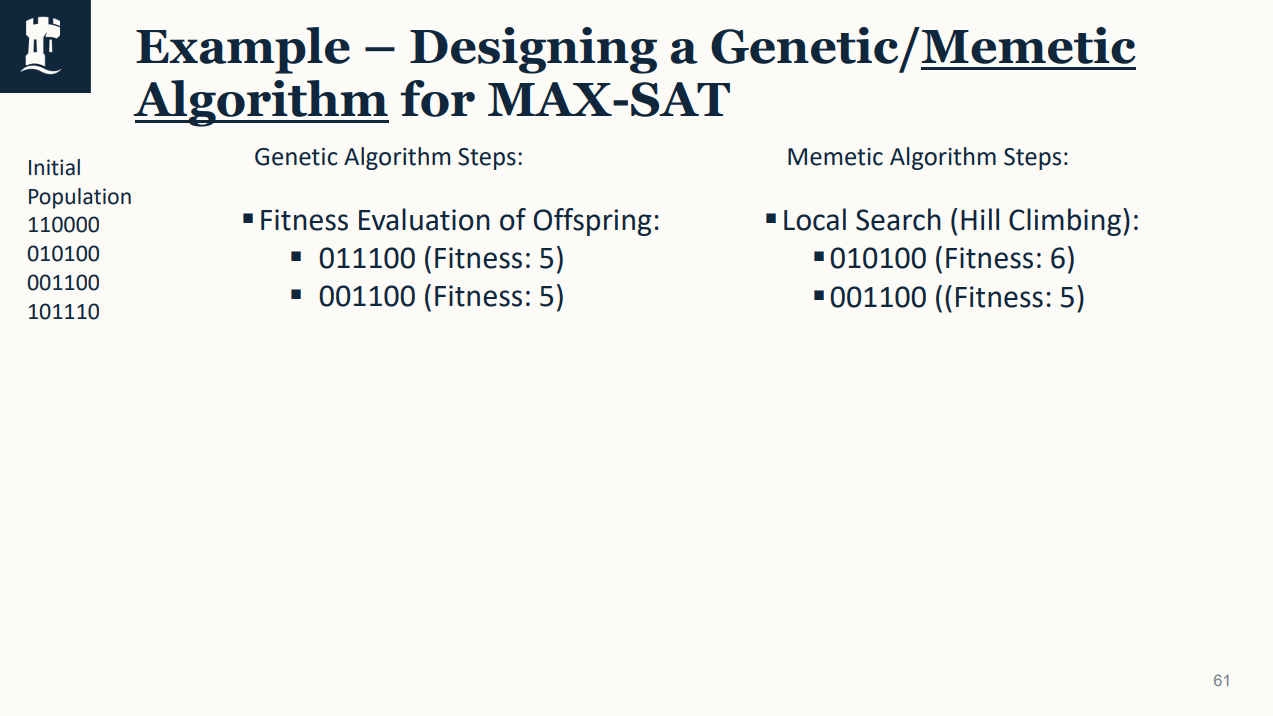 Example – Designing a Genetic/Memetic
Algorithm for MAX-SAT
Initial
Population
110000
010100
001100
101110
Genetic Algorithm Steps:
▪ Fitness Evaluation of Offspring:
▪ 011100 (Fitness: 5)
▪ 001100 (Fitness: 5)
Memetic Algorithm Steps:
▪ Local Search (Hill Climbing):
▪ 010100 (Fitness: 6)
▪ 001100 ((Fitness: 5)
61